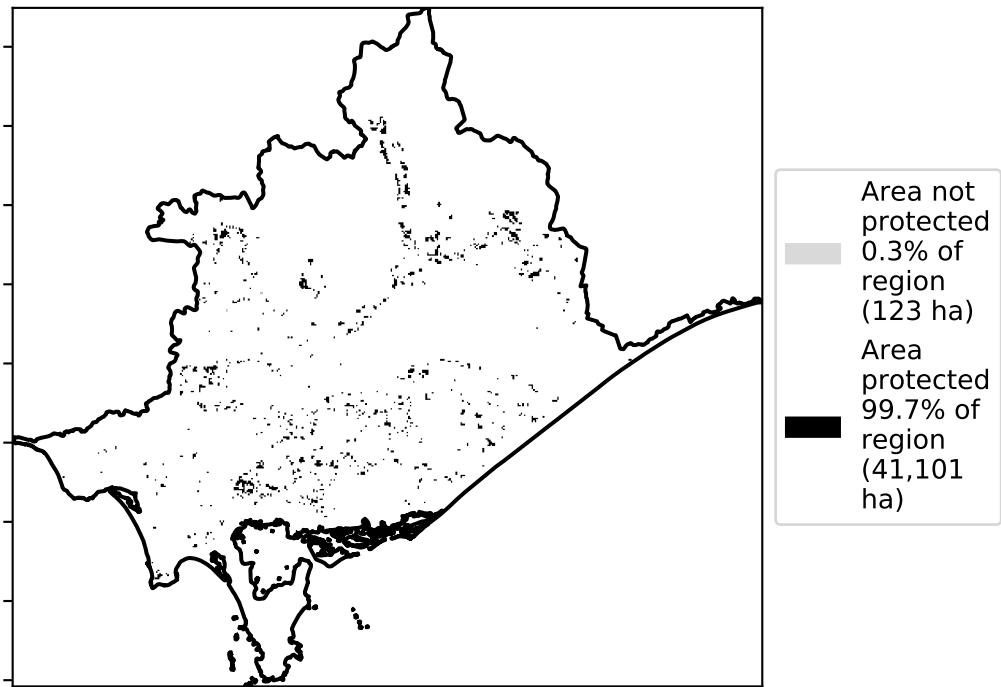 Area not
protected
0.3% of
region
(123 ha)
Area
protected
99.7% of
region
(41,101
ha)